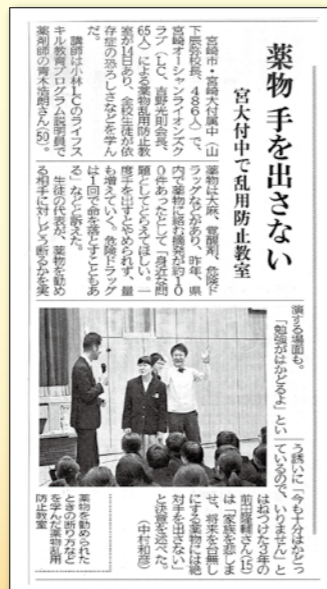 薬物 手を出さない
宮大付中で乱用防止教室
宮崎市・宮崎大付属中（山
下辰弥校長、486人）で、
宮崎オーシャンライオンズク
ラブ（LC、吉野光則会長、
65人）による薬物乱用防止教
室が14日あり、全校生徒が依
存症の恐ろしさなどを学ん
だ。
講師は小林LCのライフス
キル教育プログラム説明員で
薬剤師の青木浩朗さん(50)。
薬物は大麻、覚醒剤、危険ド
ラッグなどがあり、昨年、県
内で薬物に絡む摘発が約10
0件あったとして「身近な問
題としてとらえてほしい。一
度手を出すとやめられず、量
も増えていく。危険ドラッグ
は1回で命を落とすこともあ
る」などと訴えた。
生徒の代表が、薬物を勧め
る相手に対しどう断るかを実
演する場面も。
「勉強がはかどるよ」とい
う誘いに「今も十分はかどっ
ているので、いりません」と
はねつけた3年の
前田隆輔さん(15)
は「家族を悲しま
せ、将来を台無し
にする薬物には絶
対手を出さない」
と決意を述べた。
（中村和彦）
薬物を勧められた
ときの断り方など
を学んだ薬物乱用
防止教室